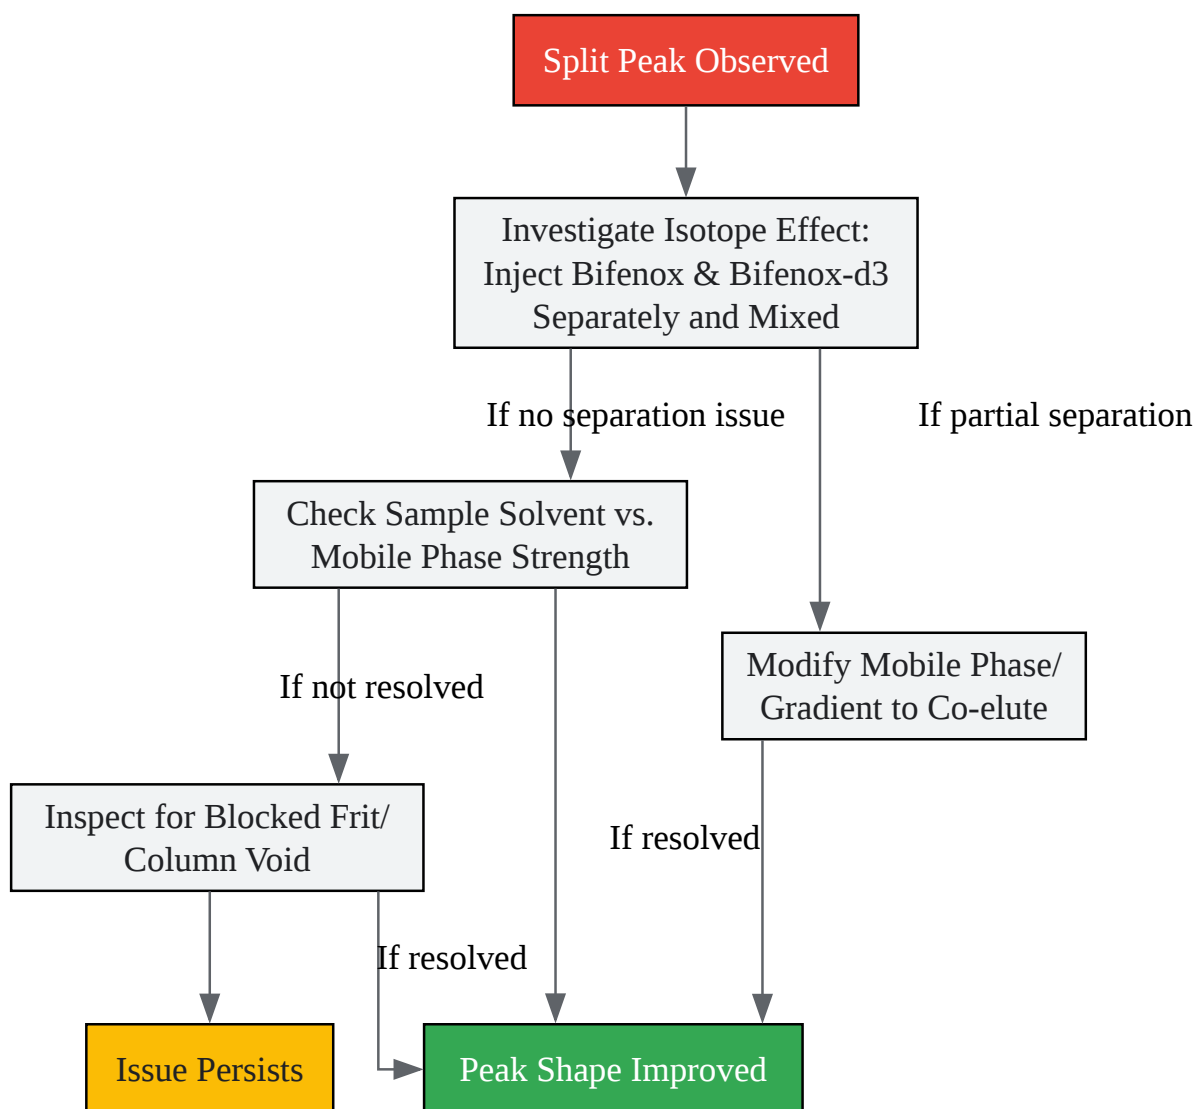 Split Peak Observed
Investigate Isotope Effect:
Inject Bifenox & Bifenox-d3
Separately and Mixed
If no separation issue
If partial separation
Check Sample Solvent vs.
Mobile Phase Strength
Modify Mobile Phase/
Gradient to Co-elute
If not resolved
Inspect for Blocked Frit/
Column Void
If resolved
If resolved
Issue Persists
Peak Shape Improved